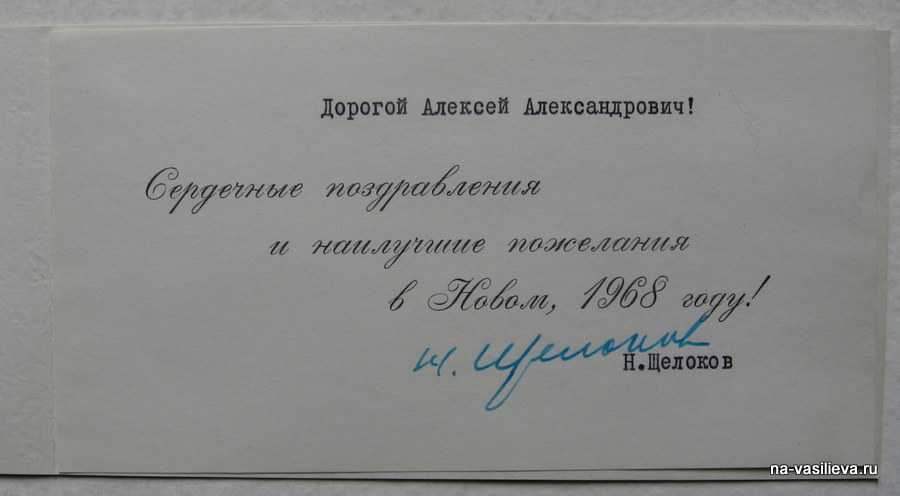 Дорогой Алексей Александрович!
Сердечные поздравления
и наилучшие пожелания
в Новом, 1968 году!
Н. Щелоков
Н.Щелоков
na-vasilieva.ru